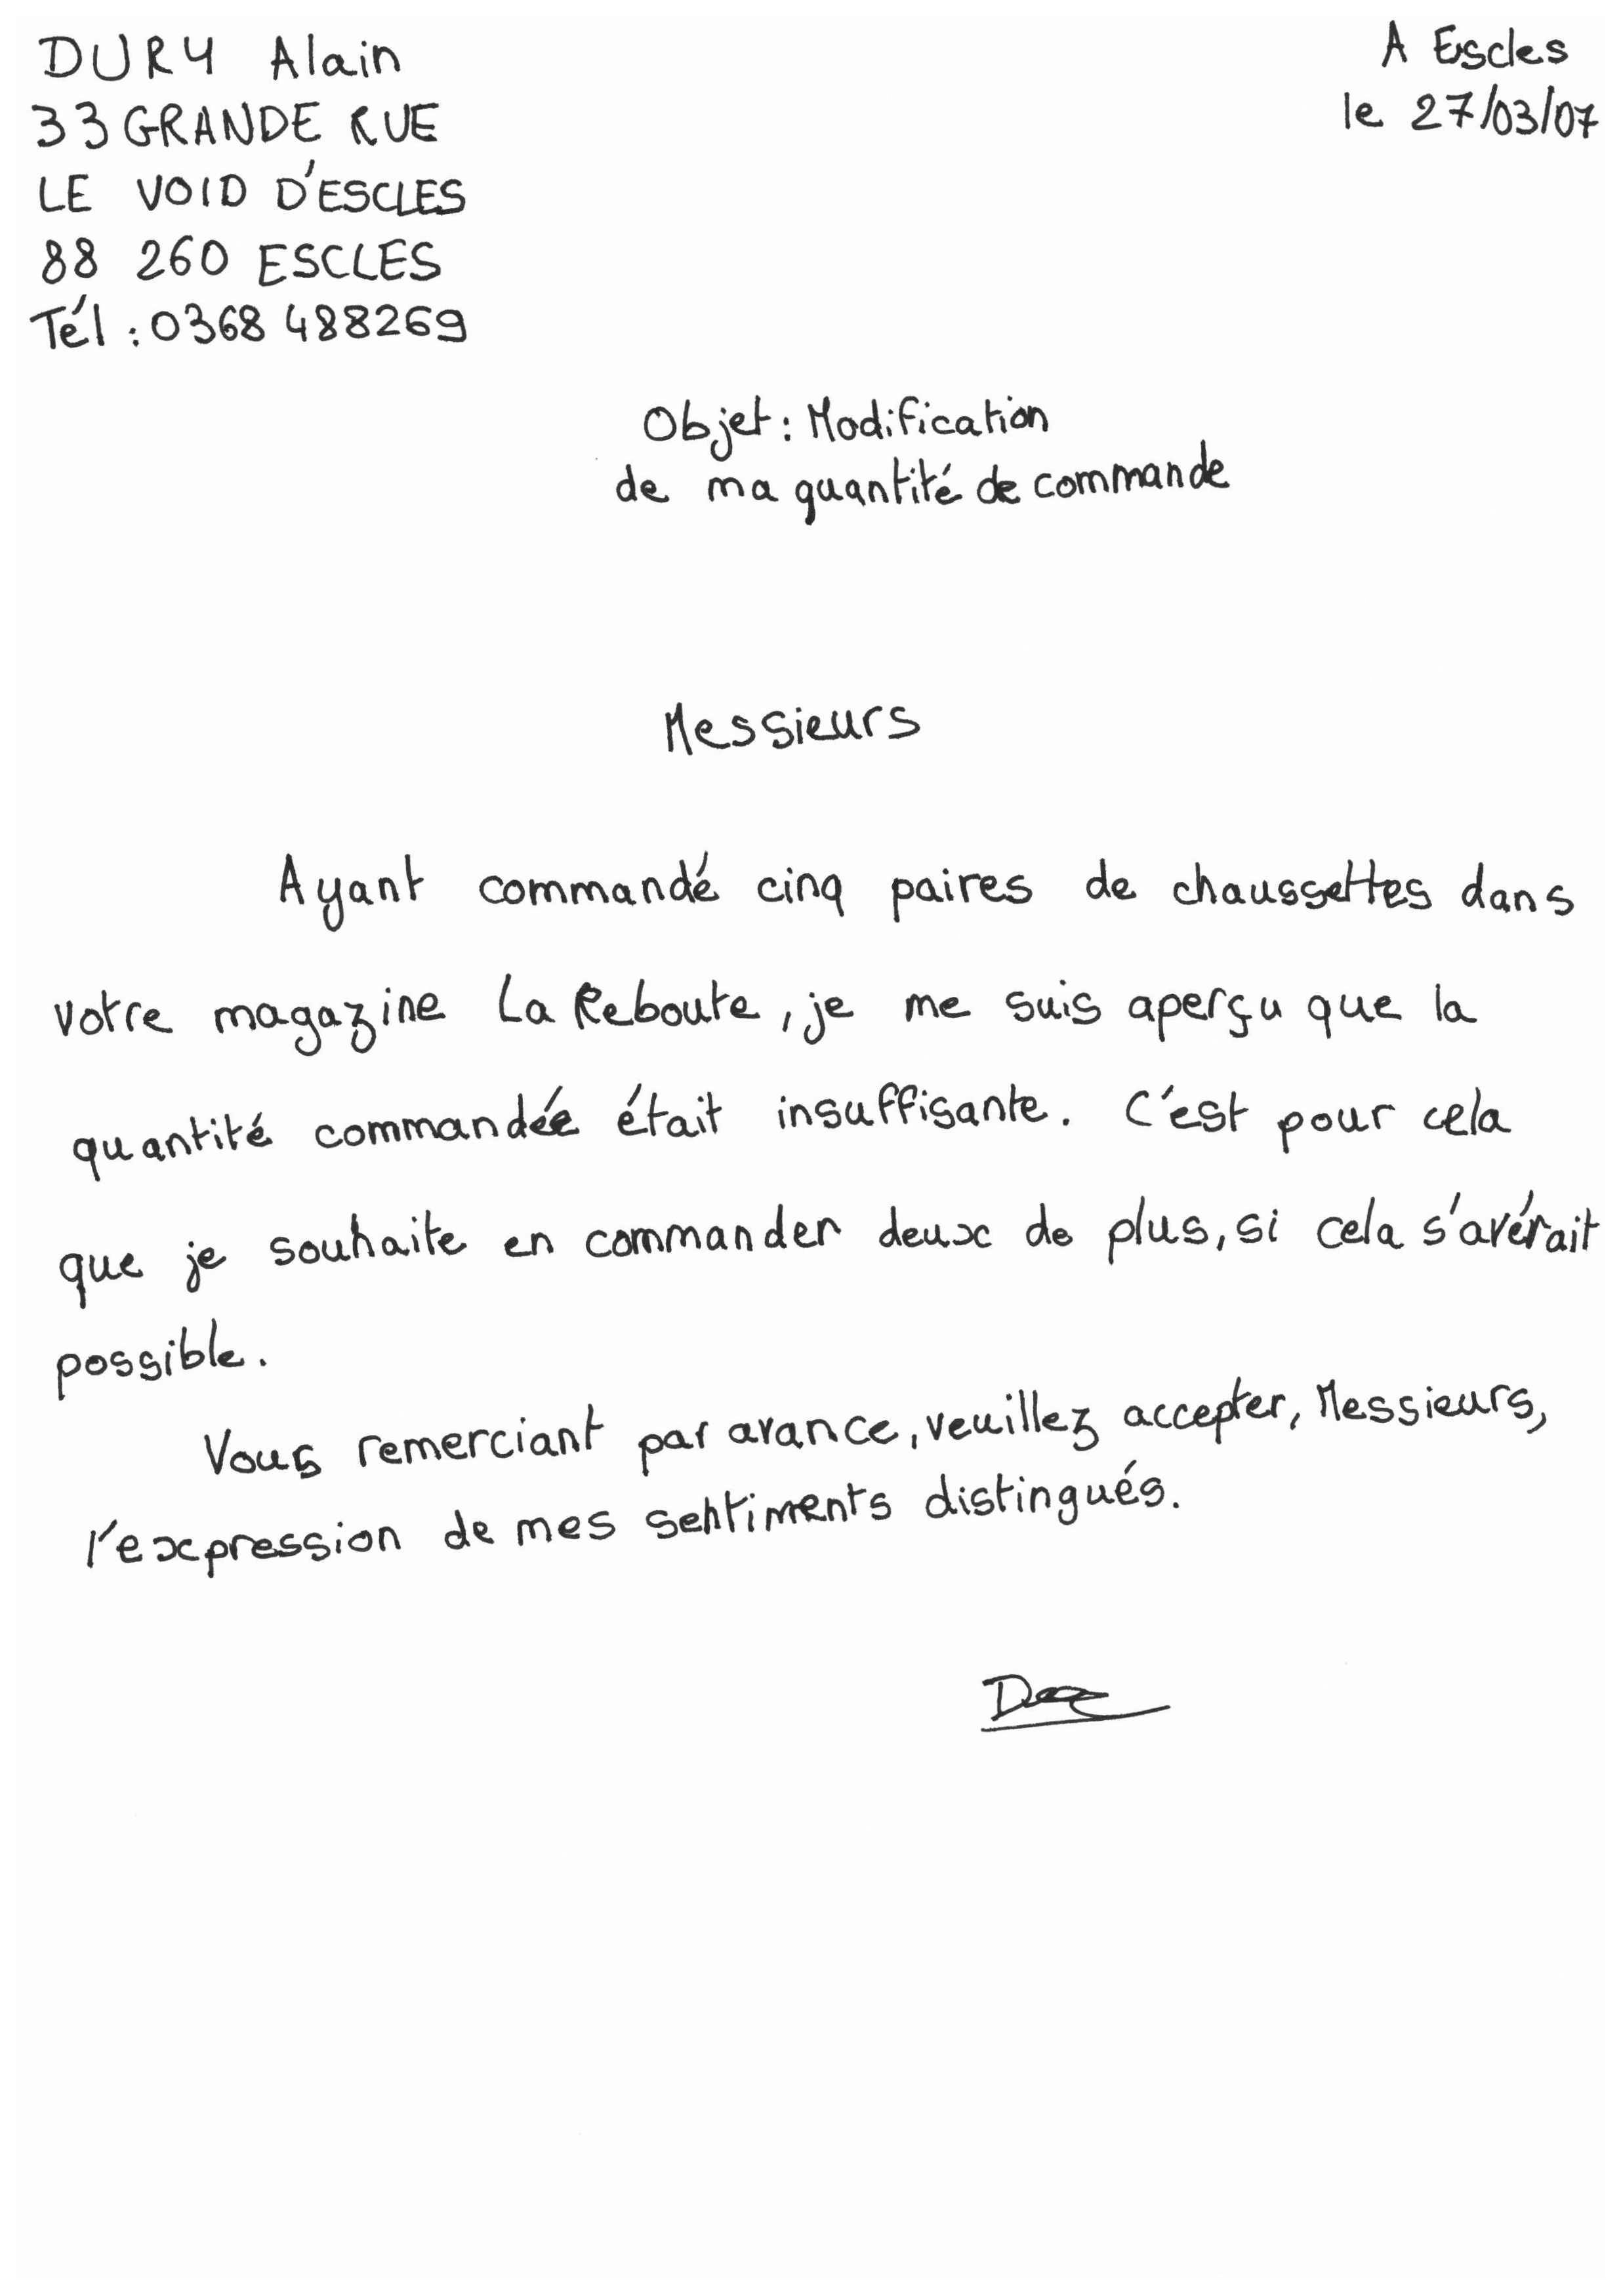 DURY Alain
A Escles
33 GRANDE RUE
le 27/03/07
LE VOID D'ESCLES
88 260 ESCLES
Tél : 0368 488269
Objet : Modification
de ma quantité de commande
Messieurs
Ayant commandé cinq paires de chaussettes dans
votre magazine La Reboute, je me suis aperçu que la
quantité commandée était insuffisante. C'est pour cela
que je souhaite en commander deux de plus, si cela s'avérait
possible.
Vous remerciant par avance, veuillez accepter, Messieurs,
l'expression de mes sentiments distingués.